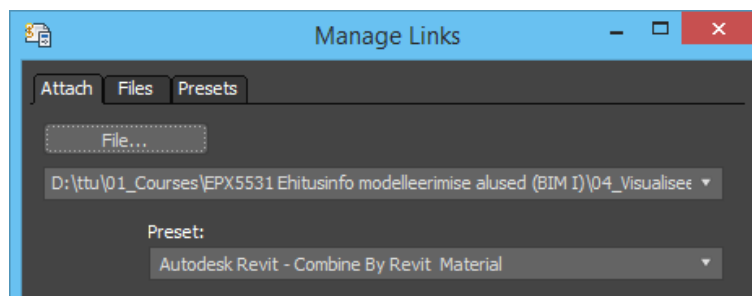 Manage Links
Attach Files Presets
File...
D:\ttu\01_Courses\EPX5531 Ehitusinfo modelleerimise alused (BIM I)\04_Visualisee
Preset:
Autodesk Revit - Combine By Revit Material